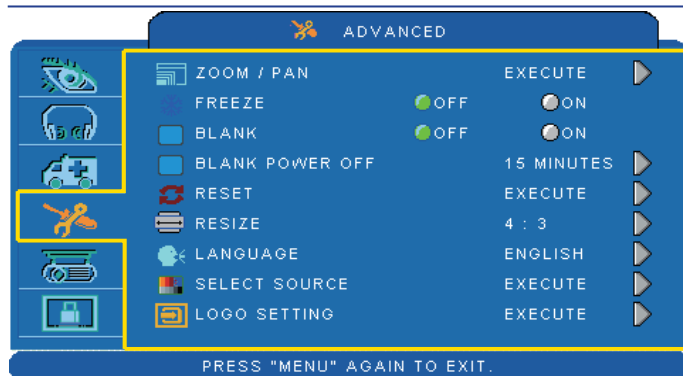 ADVANCED
ZOOM / PAN EXECUTE
FREEZE OFF ON
BLANK OFF ON
BLANK POWER OFF 15 MINUTES
RESET EXECUTE
RESIZE 4 : 3
LANGUAGE ENGLISH
SELECT SOURCE EXECUTE
LOGO SETTING EXECUTE
PRESS "MENU" AGAIN TO EXIT.